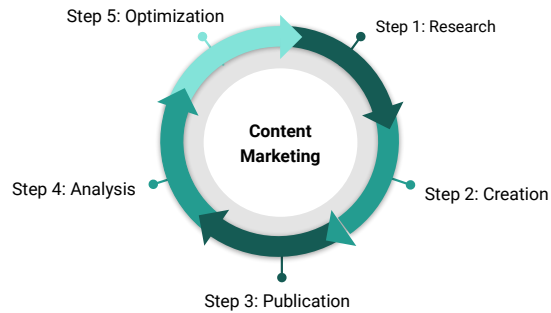 Step 5: Optimization
Step 1: Research
Content
Marketing
Step 4: Analysis
Step 2: Creation
Step 3: Publication